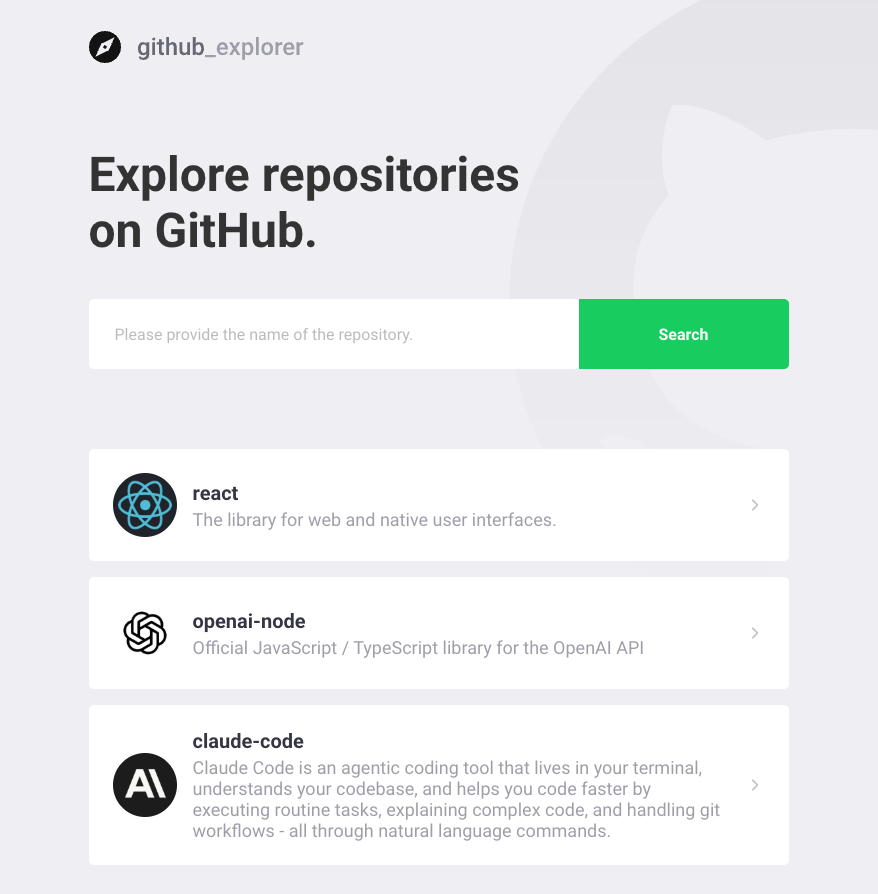 github_explorer
Explore repositories
on GitHub.
Please provide the name of the repository.
Search
react
The library for web and native user interfaces.
openai-node
Official JavaScript / TypeScript library for the OpenAI API
claude-code
Claude Code is an agentic coding tool that lives in your terminal,
understands your codebase, and helps you code faster by
executing routine tasks, explaining complex code, and handling git
workflows - all through natural language commands.